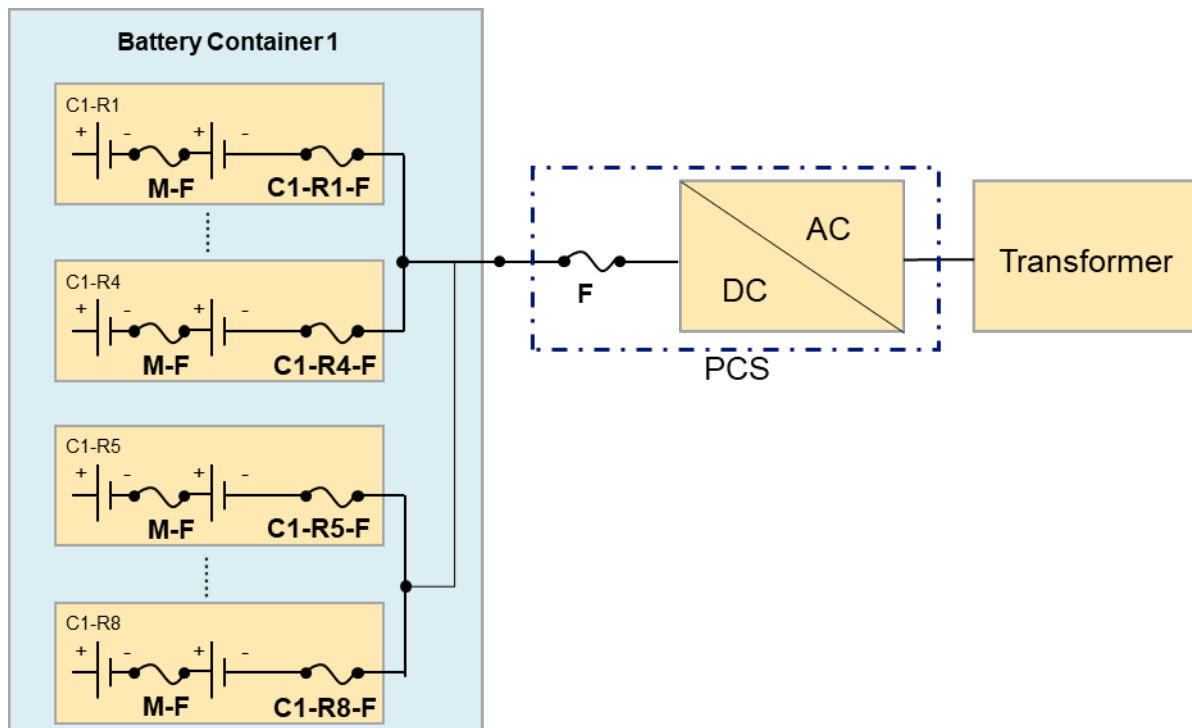 Battery Container 1
C1-R1
+ - + -
M-F C1-R1-F
C1-R4
+ - + -
M-F C1-R4-F
C1-R5
+ - + -
M-F C1-R5-F
C1-R8
+ - + -
M-F C1-R8-F
F
AC
DC
PCS
Transformer